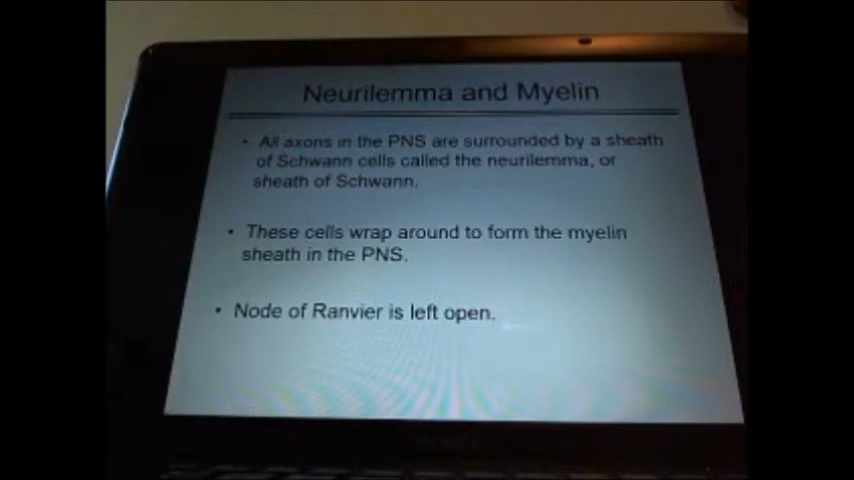 Neurilemma and Myelin
• All axons in the PNS are surrounded by a sheath
of Schwann cells called the neurilemma, or
sheath of Schwann.
• These cells wrap around to form the myelin
sheath in the PNS.
• Node of Ranvier is left open.